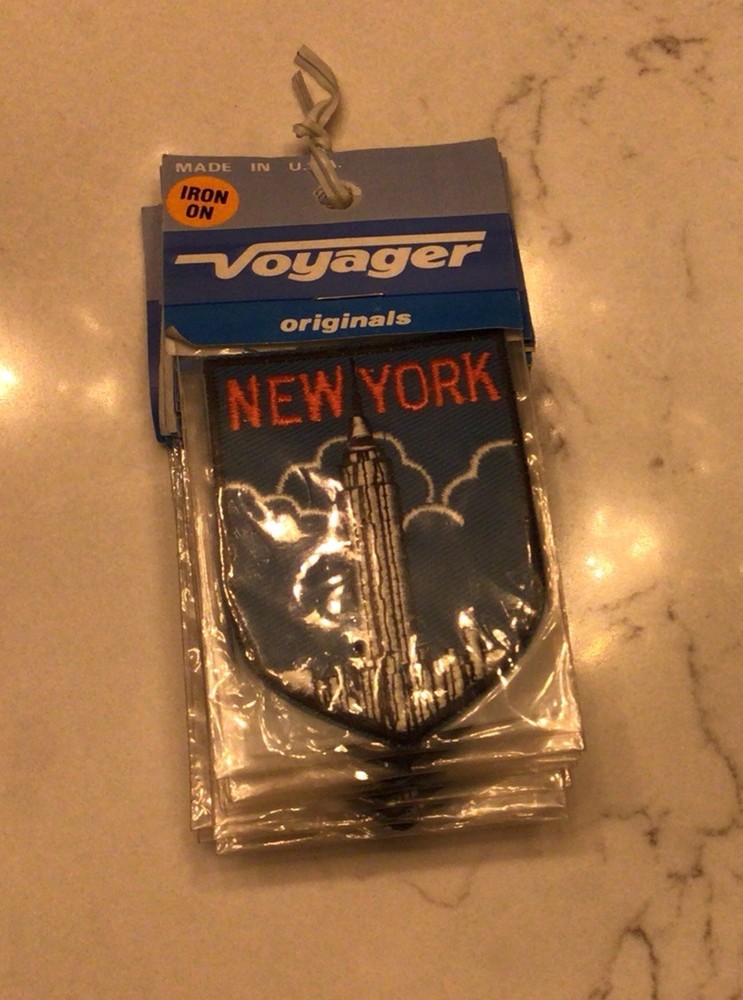 MADE IN U.S.A.
IRON
ON
Voyager
originals
NEW YORK